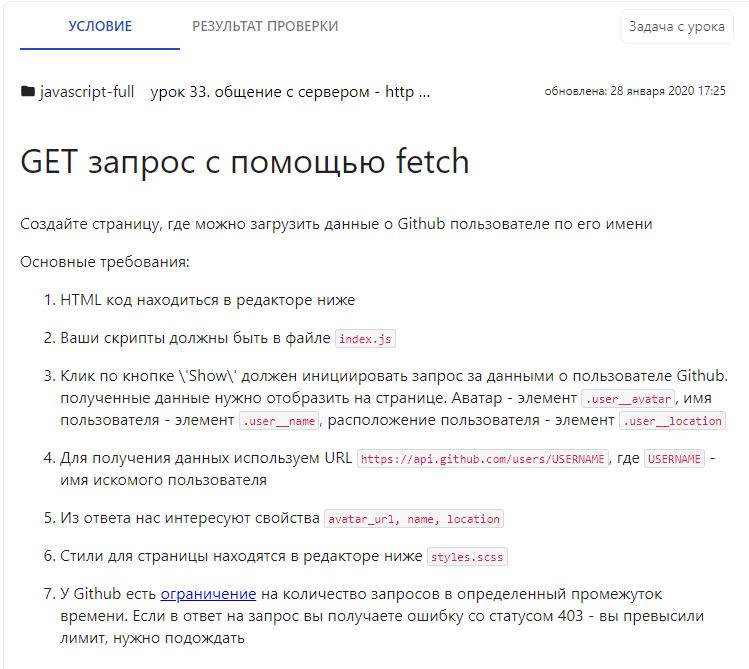 УСЛОВИЕ РЕЗУЛЬТАТ ПРОВЕРКИ Задача с урока
javascript-full урок 33. общение с сервером - http ... обновлена: 28 января 2020 17:25
GET запрос с помощью fetch
Создайте страницу, где можно загрузить данные о Github пользователе по его имени
Основные требования:
1. HTML код находиться в редакторе ниже
2. Ваши скрипты должны быть в файле index.js
3. Клик по кнопке \'Show\' должен инициировать запрос за данными о пользователе Github.
полученные данные нужно отобразить на странице. Аватар - элемент .user__avatar, имя
пользователя - элемент .user__name, расположение пользователя - элемент .user__location
4. Для получения данных используем URL https://api.github.com/users/USERNAME, где USERNAME -
имя искомого пользователя
5. Из ответа нас интересуют свойства avatar_url, name, location
6. Стили для страницы находятся в редакторе ниже styles.scss
7. У Github есть ограничение на количество запросов в определенный промежуток
времени. Если в ответ на запрос вы получаете ошибку со статусом 403 - вы превысили
лимит, нужно подождать